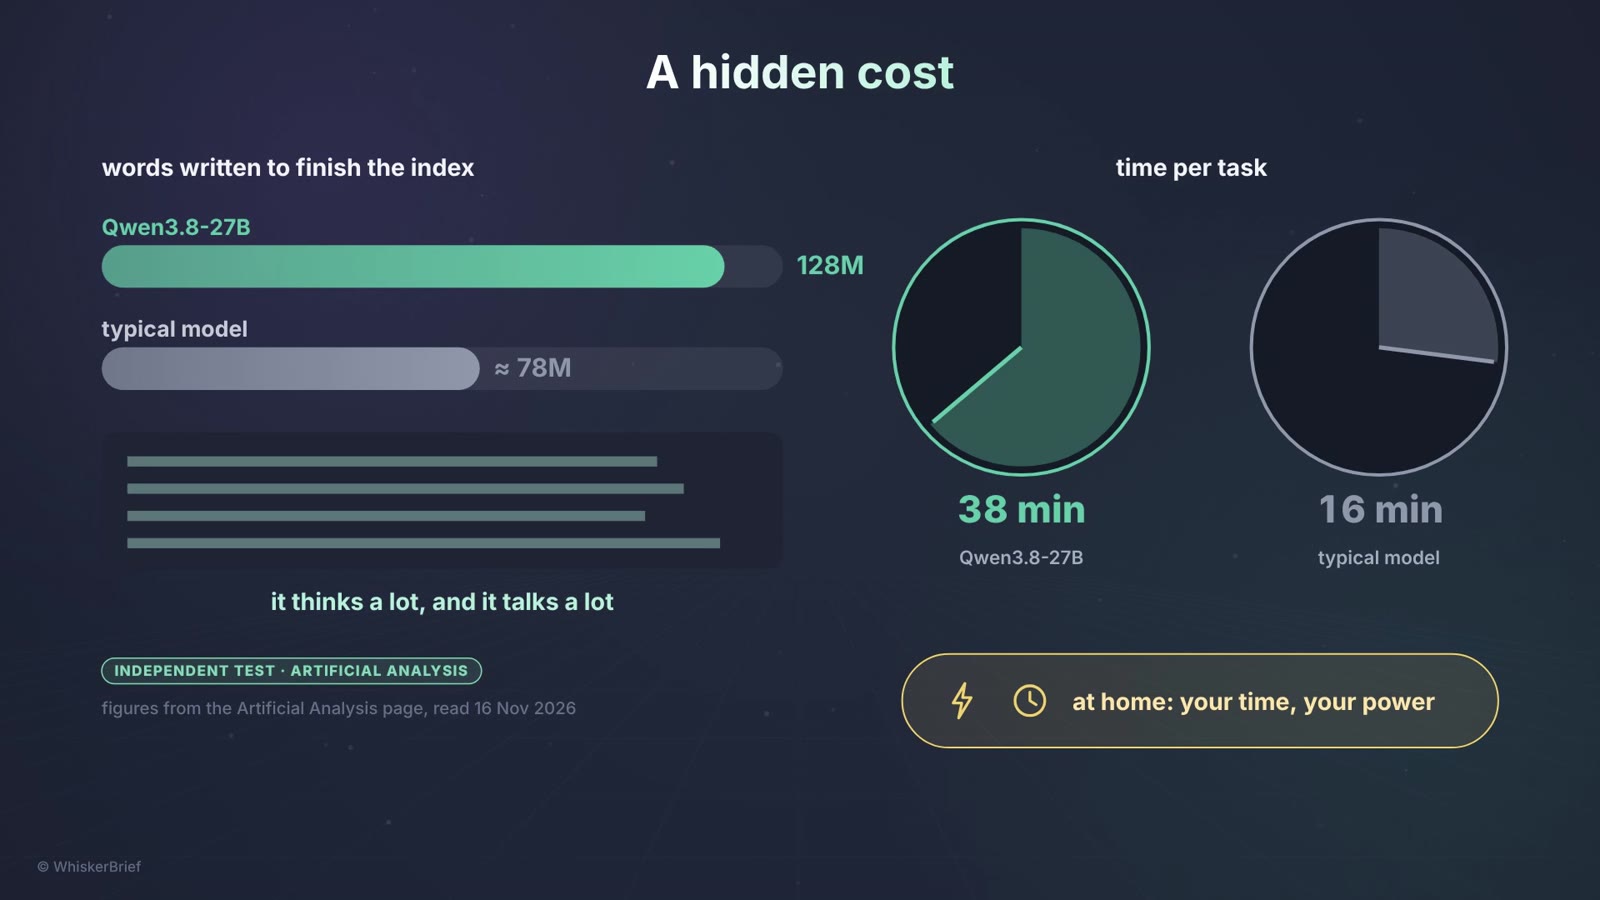 A hidden cost
words written to finish the index
Qwen3.8-27B
128M
typical model
≈ 78M
it thinks a lot, and it talks a lot
INDEPENDENT TEST · ARTIFICIAL ANALYSIS
figures from the Artificial Analysis page, read 16 Nov 2026
time per task
38 min
Qwen3.8-27B
16 min
typical model
at home: your time, your power
© WhiskerBrief